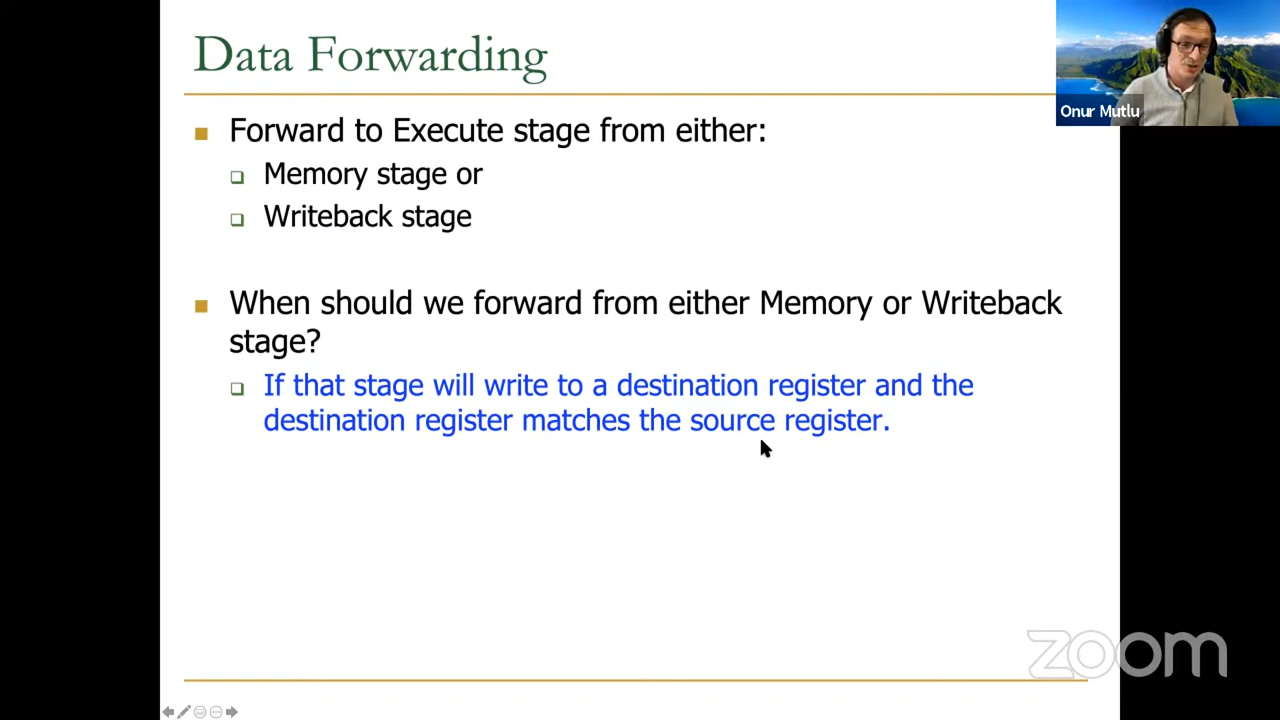 Data Forwarding
Onur Mutlu
Forward to Execute stage from either:
Memory stage or
Writeback stage
When should we forward from either Memory or Writeback
stage?
If that stage will write to a destination register and the
destination register matches the source register.
zoom